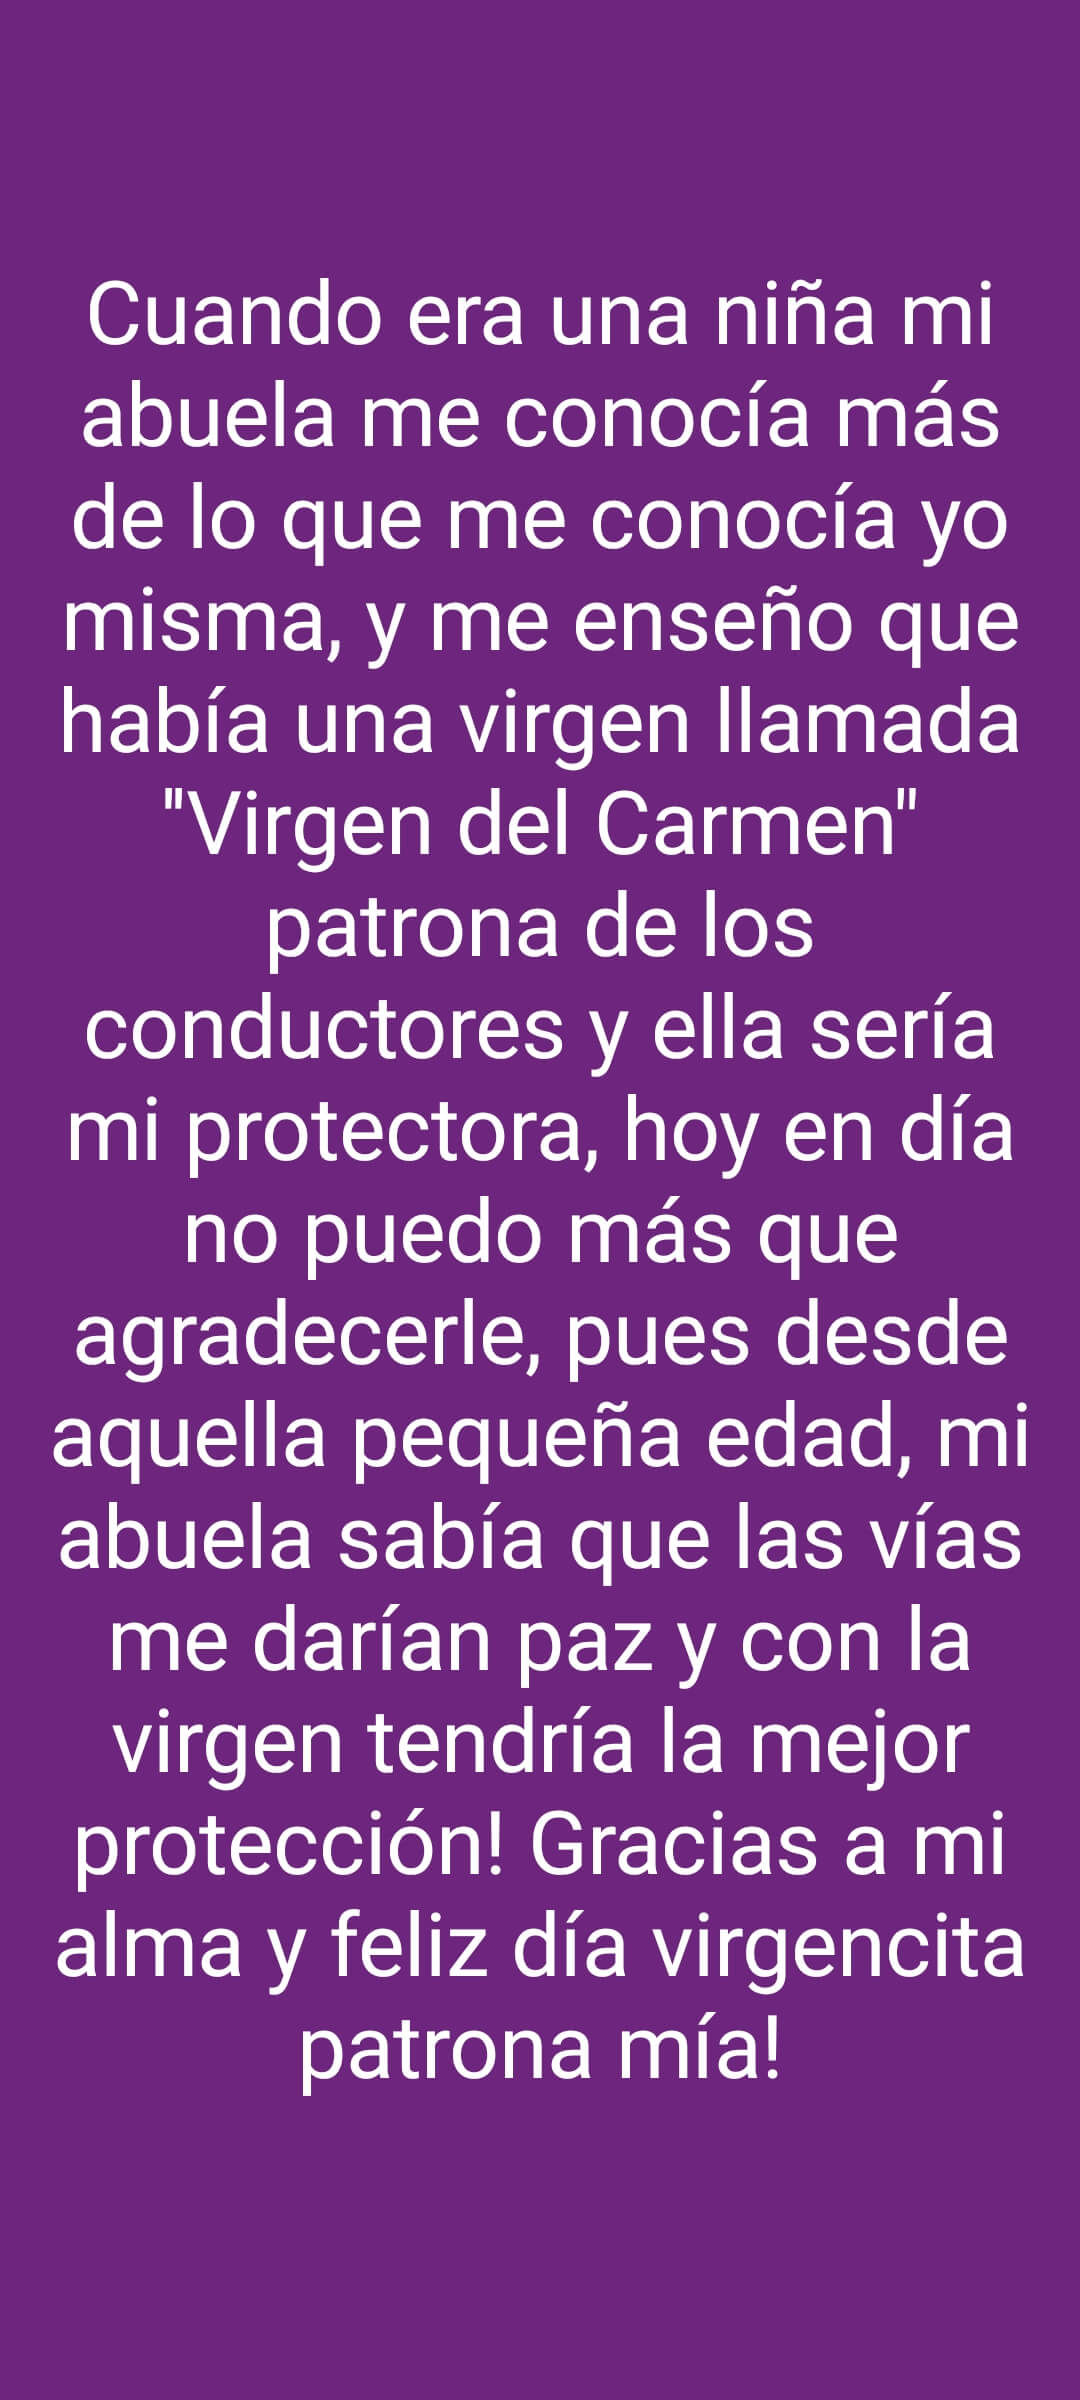 Cuando era una niña mi
abuela me conocía más
de lo que me conocía yo
misma, y me enseño que
había una virgen llamada
"Virgen del Carmen"
patrona de los
conductores y ella sería
mi protectora, hoy en día
no puedo más que
agradecerle, pues desde
aquella pequeña edad, mi
abuela sabía que las vías
me darían paz y con la
virgen tendría la mejor
protección! Gracias a mi
alma y feliz día virgencita
patrona mía!